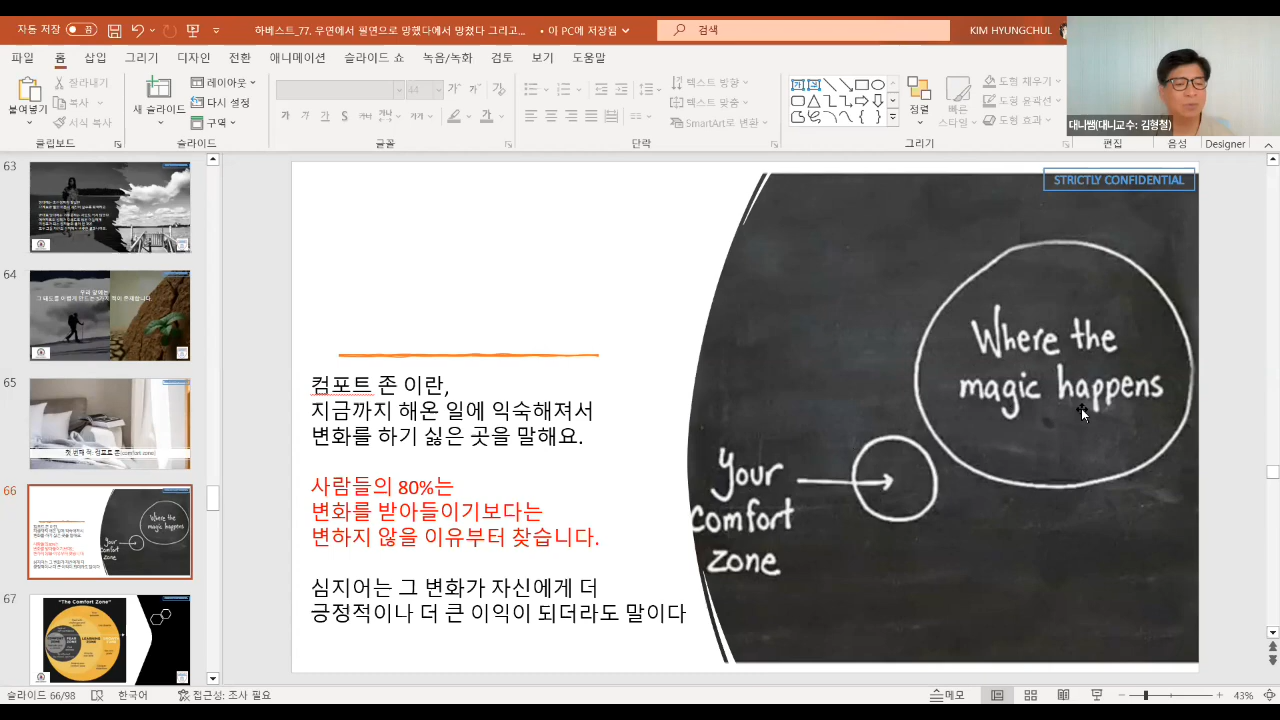 자동 저장
하베스트_77. 우연에서 필연으로 망했다에서 망쳤다 그리고... • 이 PC에 저장됨
검색
KIM HYUNGCHUL
파일 홈 삽입 그리기 디자인 전환 애니메이션 슬라이드 쇼 녹음/녹화 검토 보기 도움말
붙여넣기
잘라내기
복사
서식 복사
클립보드
새 슬라이드
레이아웃
다시 설정
구역
슬라이드
44
글꼴
텍스트 방향
텍스트 맞춤
SmartArt로 변환
단락
정렬
빠른 스타일
도형 채우기
도형 윤곽선
도형 효과
그리기
편집
음성
Designer
대니쌤(대니교수: 김형철)
63
64
65
첫 번째 적, 컴포트 존(comfort zone)
66
67
"The Comfort Zone"
STRICTLY CONFIDENTIAL
컴포트 존 이란,
지금까지 해온 일에 익숙해져서
변화를 하기 싫은 곳을 말해요.
사람들의 80%는
변화를 받아들이기보다는
변하지 않을 이유부터 찾습니다.
심지어는 그 변화가 자신에게 더
긍정적이나 더 큰 이익이 되더라도 말이다
Where the
magic happens
Your
comfort
zone
슬라이드 66/98
한국어
접근성: 조사 필요
메모
43%